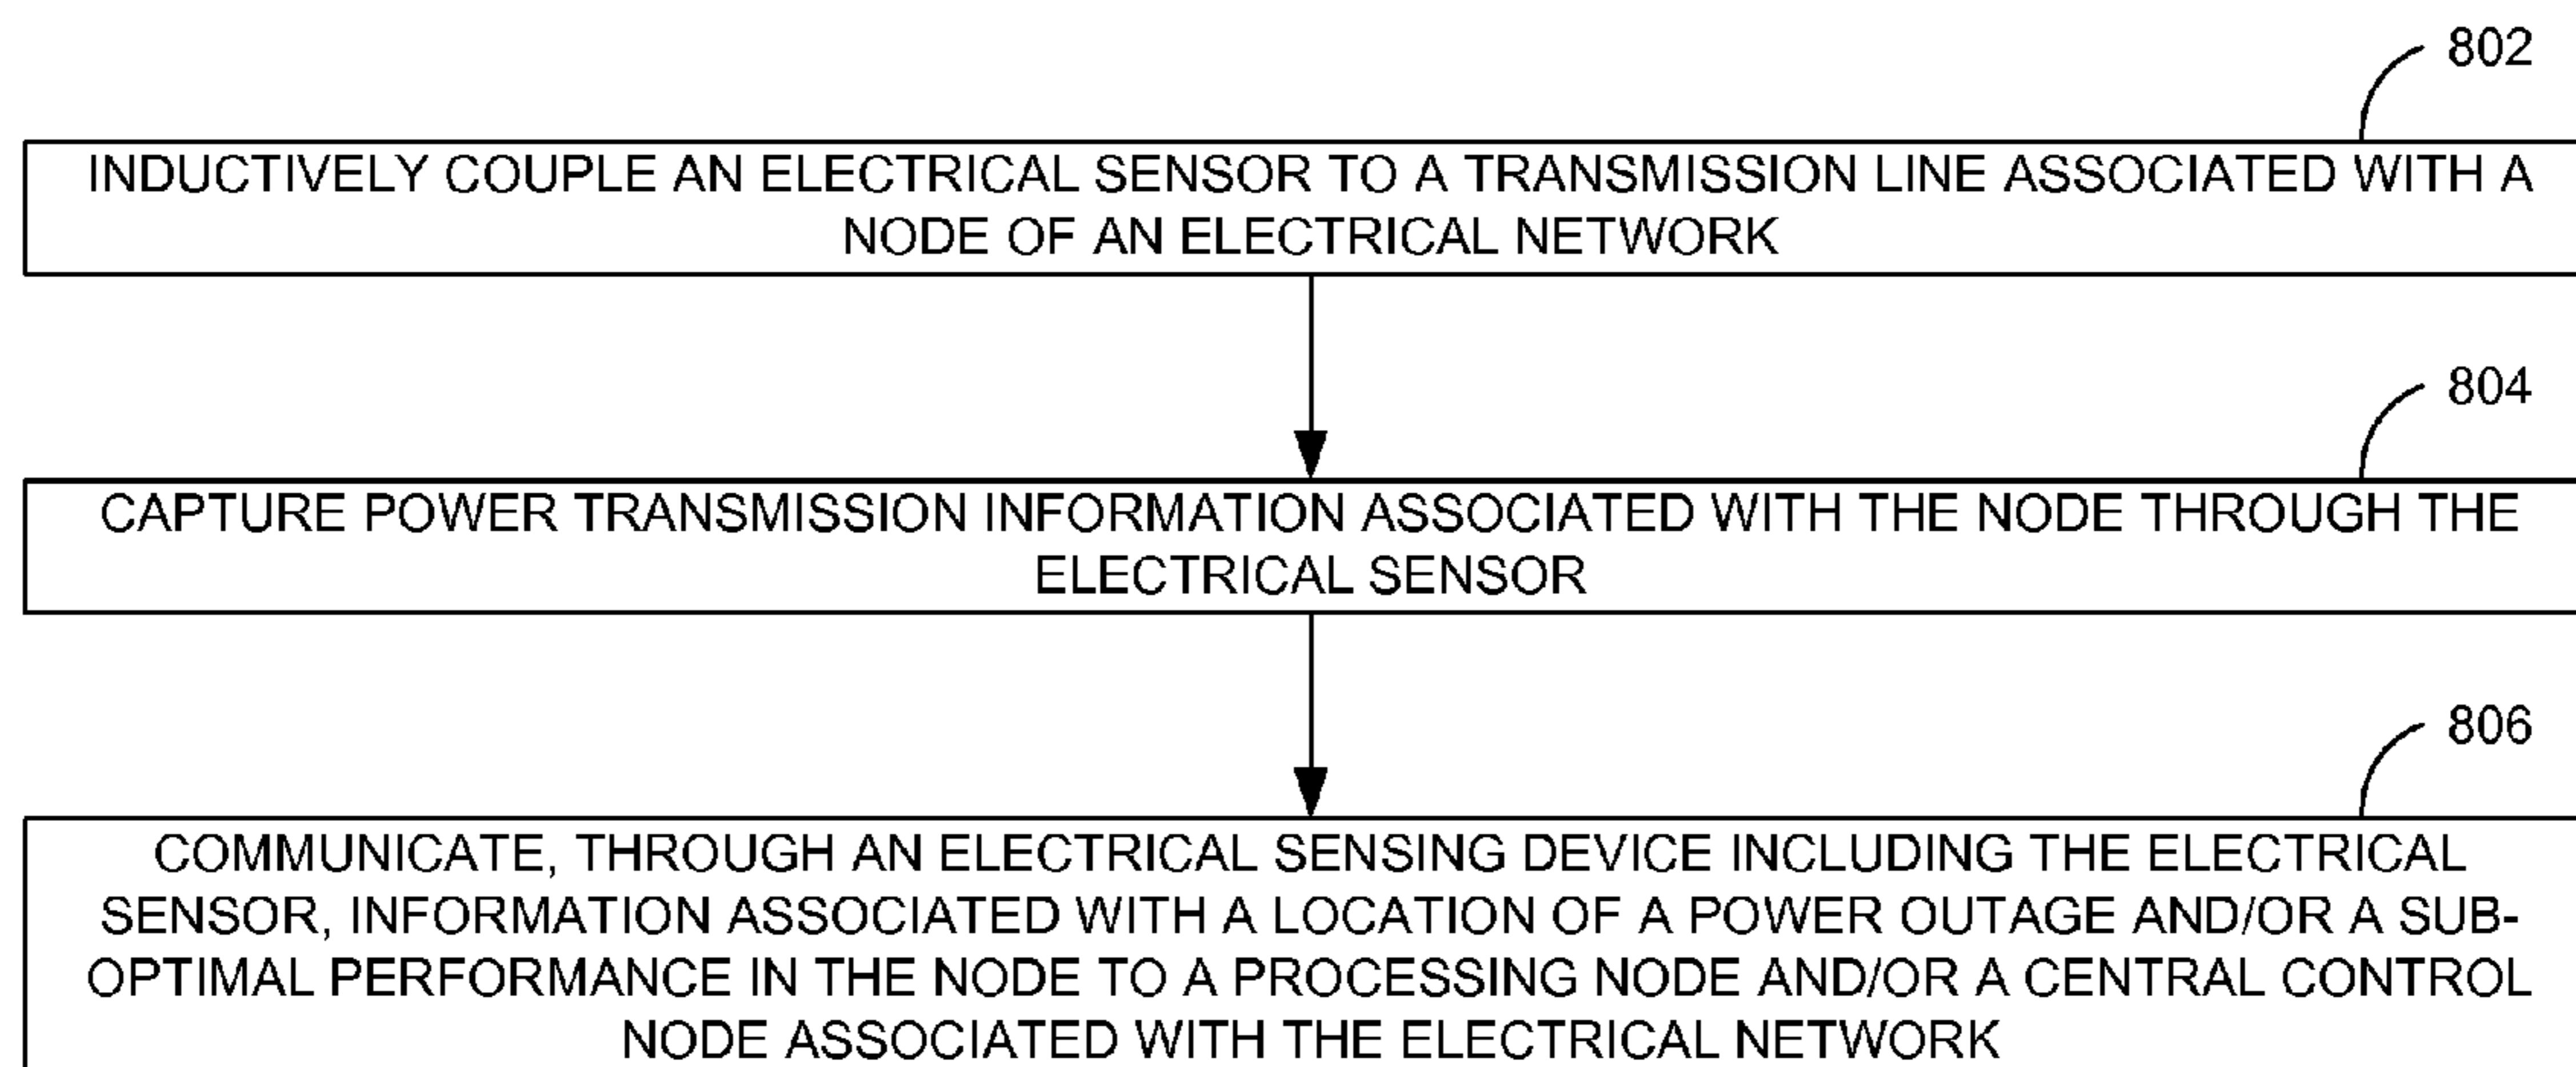 802
INDUCTIVELY COUPLE AN ELECTRICAL SENSOR TO A TRANSMISSION LINE ASSOCIATED WITH A
NODE OF AN ELECTRICAL NETWORK
804
CAPTURE POWER TRANSMISSION INFORMATION ASSOCIATED WITH THE NODE THROUGH THE
ELECTRICAL SENSOR
806
COMMUNICATE, THROUGH AN ELECTRICAL SENSING DEVICE INCLUDING THE ELECTRICAL
SENSOR, INFORMATION ASSOCIATED WITH A LOCATION OF A POWER OUTAGE AND/OR A SUB-
OPTIMAL PERFORMANCE IN THE NODE TO A PROCESSING NODE AND/OR A CENTRAL CONTROL
NODE ASSOCIATED WITH THE ELECTRICAL NETWORK